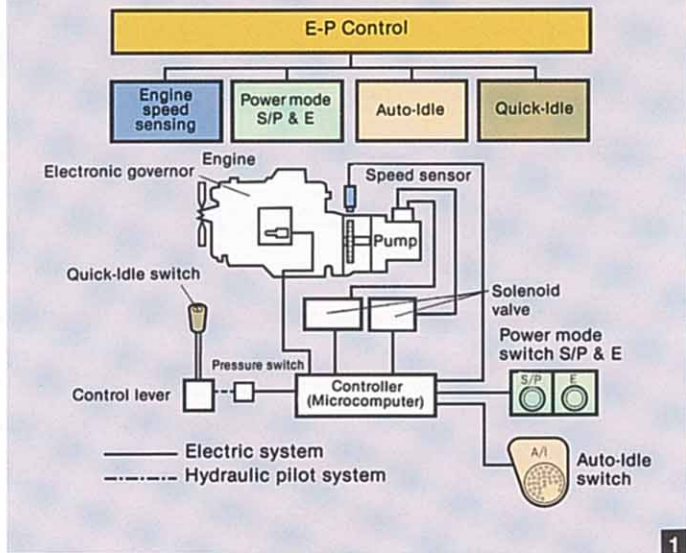 E-P Control
Engine
speed
sensing
Power mode
S/P & E
Auto-Idle
Quick-Idle
Engine
Electronic governor
Speed sensor
Pump
Quick-Idle switch
Solenoid
valve
Power mode
switch S/P & E
S/P E
Pressure switch
Control lever
Controller
(Microcomputer)
A/I
Auto-Idle
switch
Electric system
Hydraulic pilot system
1